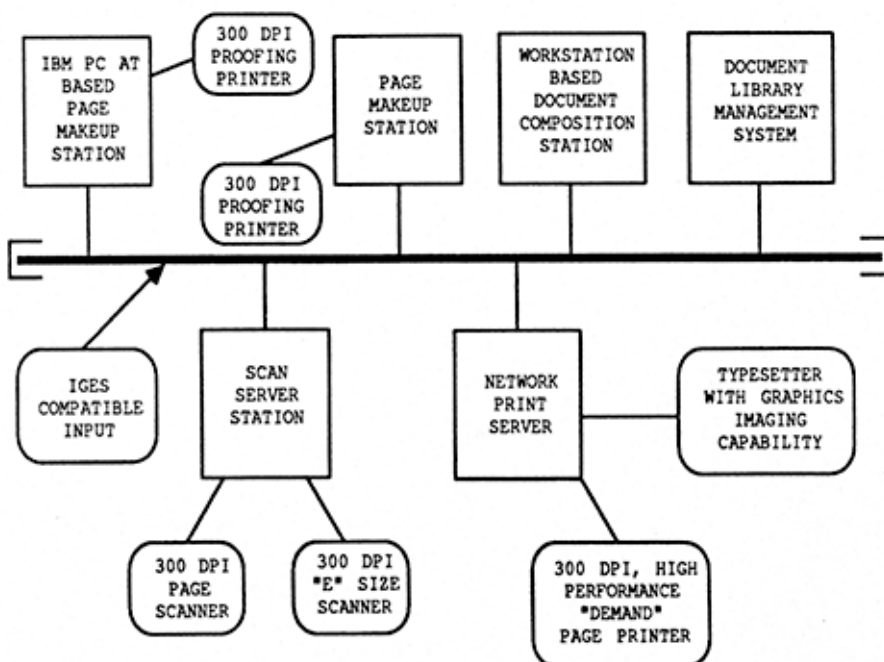 IBM PC AT
BASED
PAGE
MAKEUP
STATION
300 DPI
PROOFING
PRINTER
PAGE
MAKEUP
STATION
300 DPI
PROOFING
PRINTER
WORKSTATION
BASED
DOCUMENT
COMPOSITION
STATION
DOCUMENT
LIBRARY
MANAGEMENT
SYSTEM
IGES
COMPATIBLE
INPUT
SCAN
SERVER
STATION
NETWORK
PRINT
SERVER
TYPESETTER
WITH GRAPHICS
IMAGING
CAPABILITY
300 DPI
PAGE
SCANNER
300 DPI
"E" SIZE
SCANNER
300 DPI, HIGH
PERFORMANCE
"DEMAND"
PAGE PRINTER